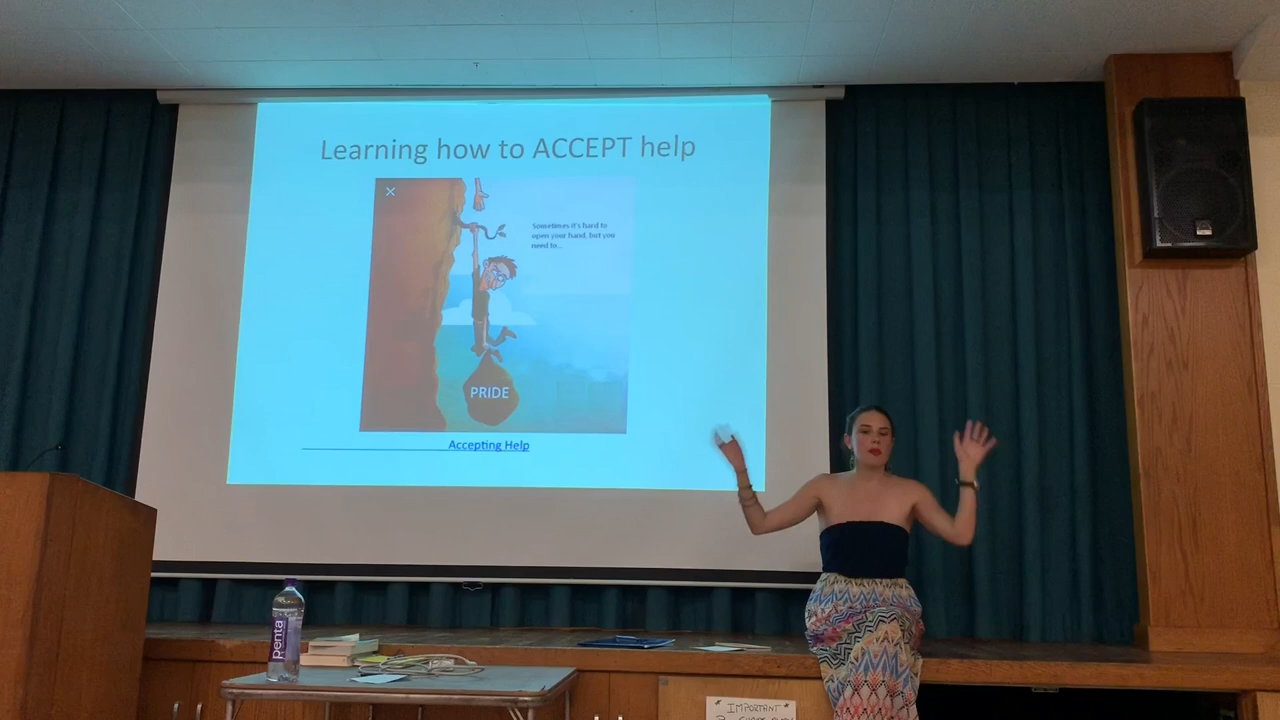 Learning how to ACCEPT help
Sometimes it's hard to
open your hand, but you
need to...
PRIDE
Accepting Help
penta
"IMPORTANT"